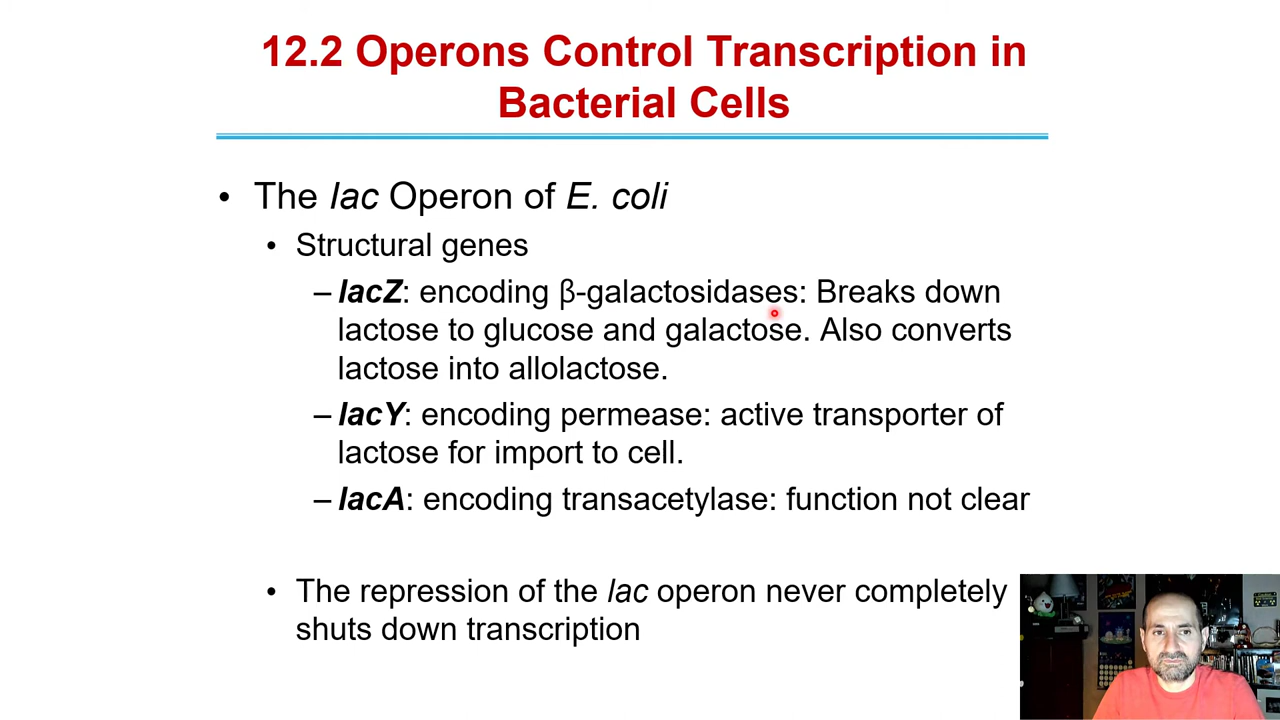 12.2 Operons Control Transcription in
Bacterial Cells
• The lac Operon of E. coli
• Structural genes
– lacZ: encoding β-galactosidases: Breaks down
lactose to glucose and galactose. Also converts
lactose into allolactose.
– lacY: encoding permease: active transporter of
lactose for import to cell.
– lacA: encoding transacetylase: function not clear
• The repression of the lac operon never completely
shuts down transcription